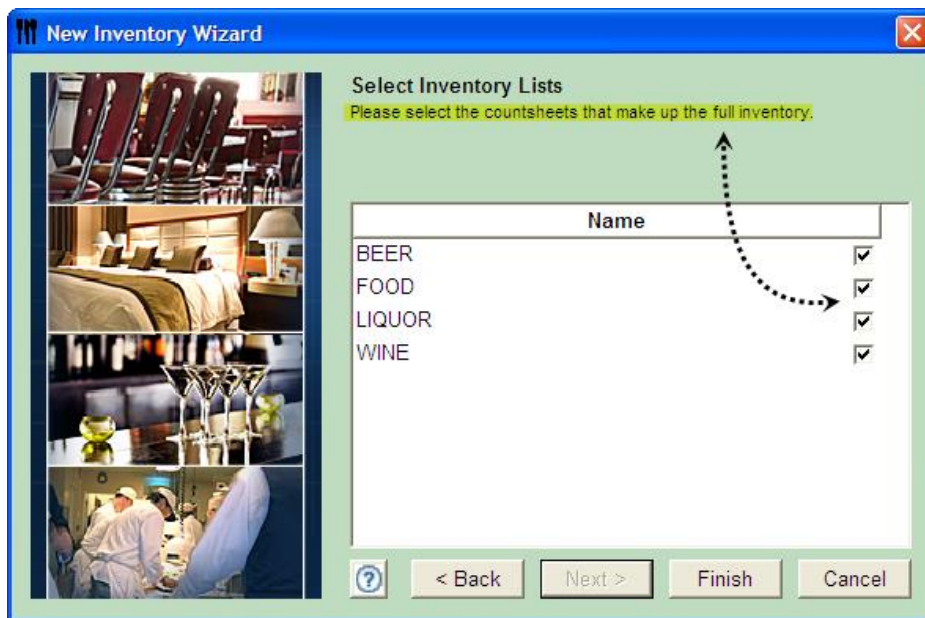 New Inventory Wizard
Select Inventory Lists
Please select the countsheets that make up the full inventory.
Name
BEER
FOOD
LIQUOR
WINE
?
< Back
Next >
Finish
Cancel